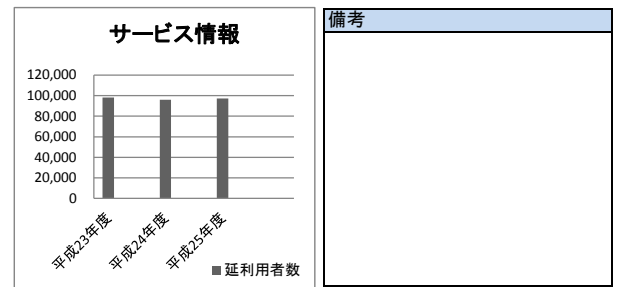 サービス情報
120,000
100,000
80,000
60,000
40,000
20,000
0
平成23年度
平成24年度
平成25年度
延利用者数
備考